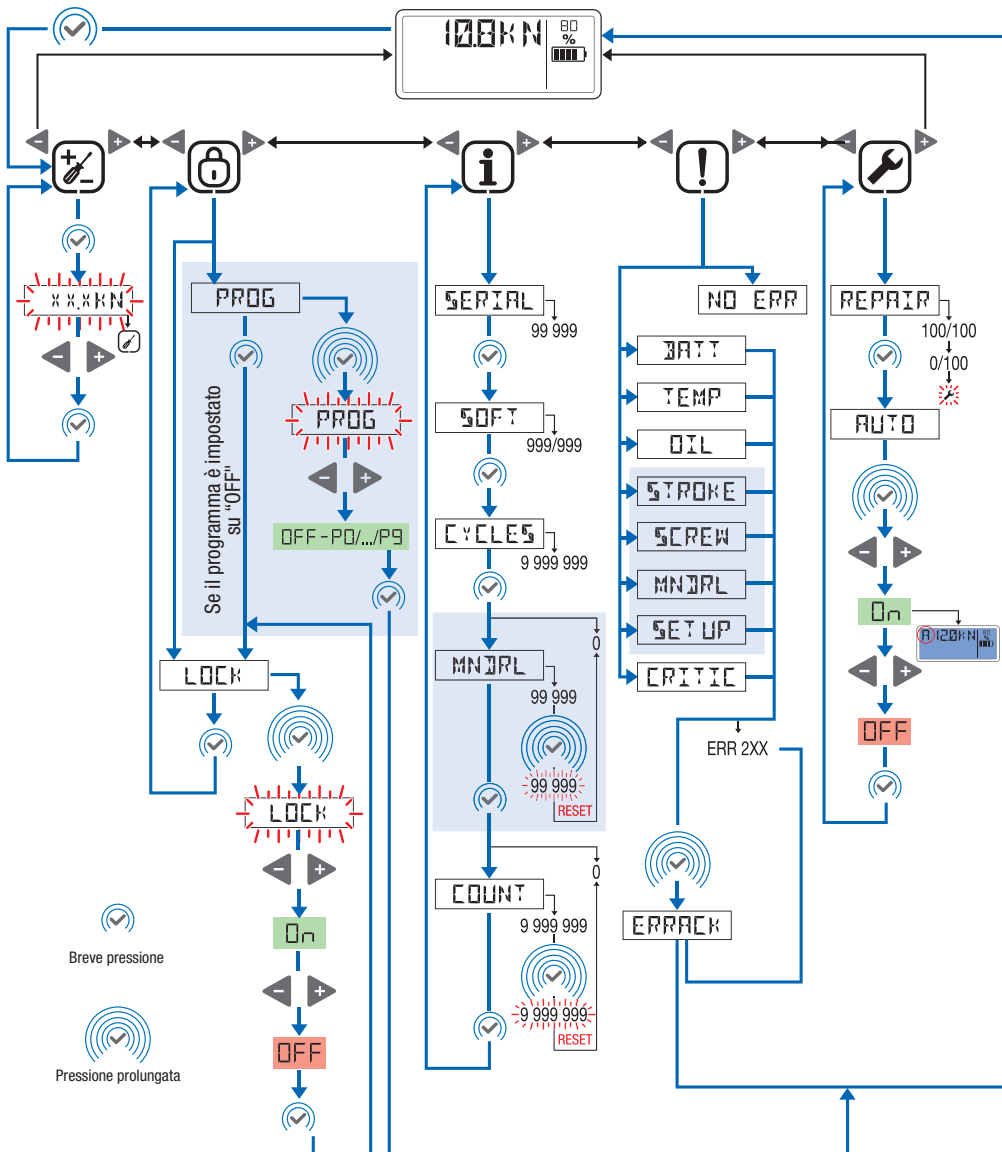 10.8KN
80
%
XX.XKN
PROG
PROG
OFF-P0/.../P9
Se il programma è impostato
su “OFF"
LOCK
LOCK
On
OFF
Breve pressione
Pressione prolungata
SERIAL
99 999
SOFT
999/999
CYCLES
9 999 999
MNDRL
0
99 999
99 999
RESET
COUNT
0
9 999 999
9 999 999
RESET
NO ERR
BATT
TEMP
OIL
STROKE
SCREW
MNDRL
SETUP
CRITIC
ERR 2XX
ERRACK
REPAIR
100/100
0/100
AUTO
On
A 12.0KN
80
%
OFF